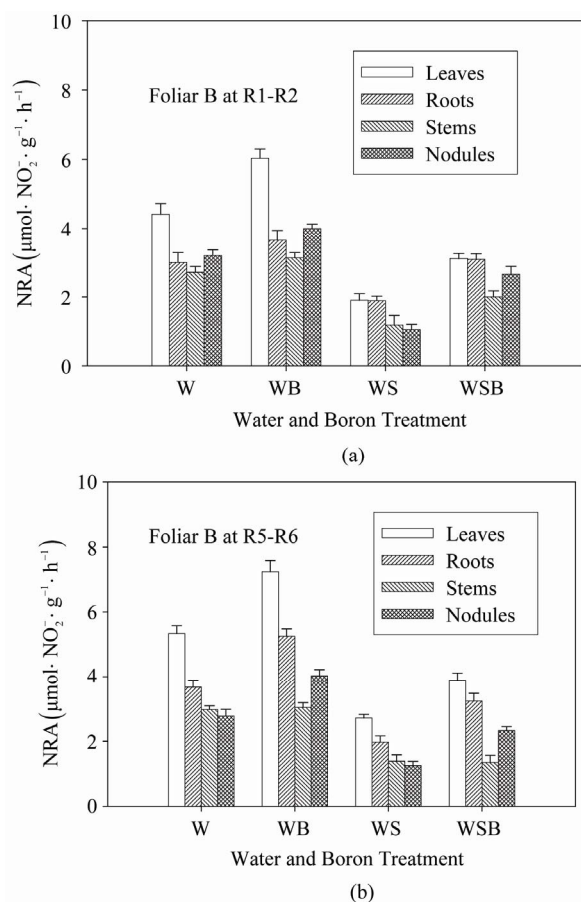 10
8
6
4
2
0
NRA(μmol· NO₂⁻· g⁻¹· h⁻¹)
Foliar B at R1-R2
Leaves
Roots
Stems
Nodules
W WB WS WSB
Water and Boron Treatment
(a)
10
8
6
4
2
0
NRA(μmol· NO₂⁻· g⁻¹· h⁻¹)
Foliar B at R5-R6
Leaves
Roots
Stems
Nodules
W WB WS WSB
Water and Boron Treatment
(b)